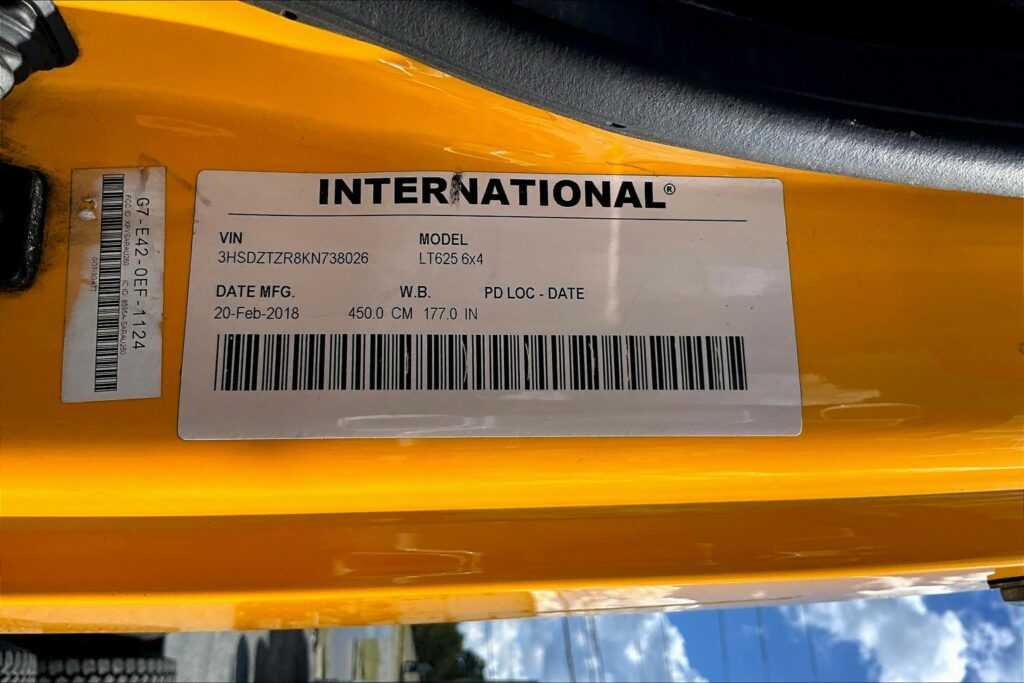 INTERNATIONAL®
VIN MODEL
3HSDZTZR8KN738026 LT625 6x4
DATE MFG. W.B. PD LOC - DATE
20-Feb-2018 450.0 CM 177.0 IN
G7-E42-0EF-1124